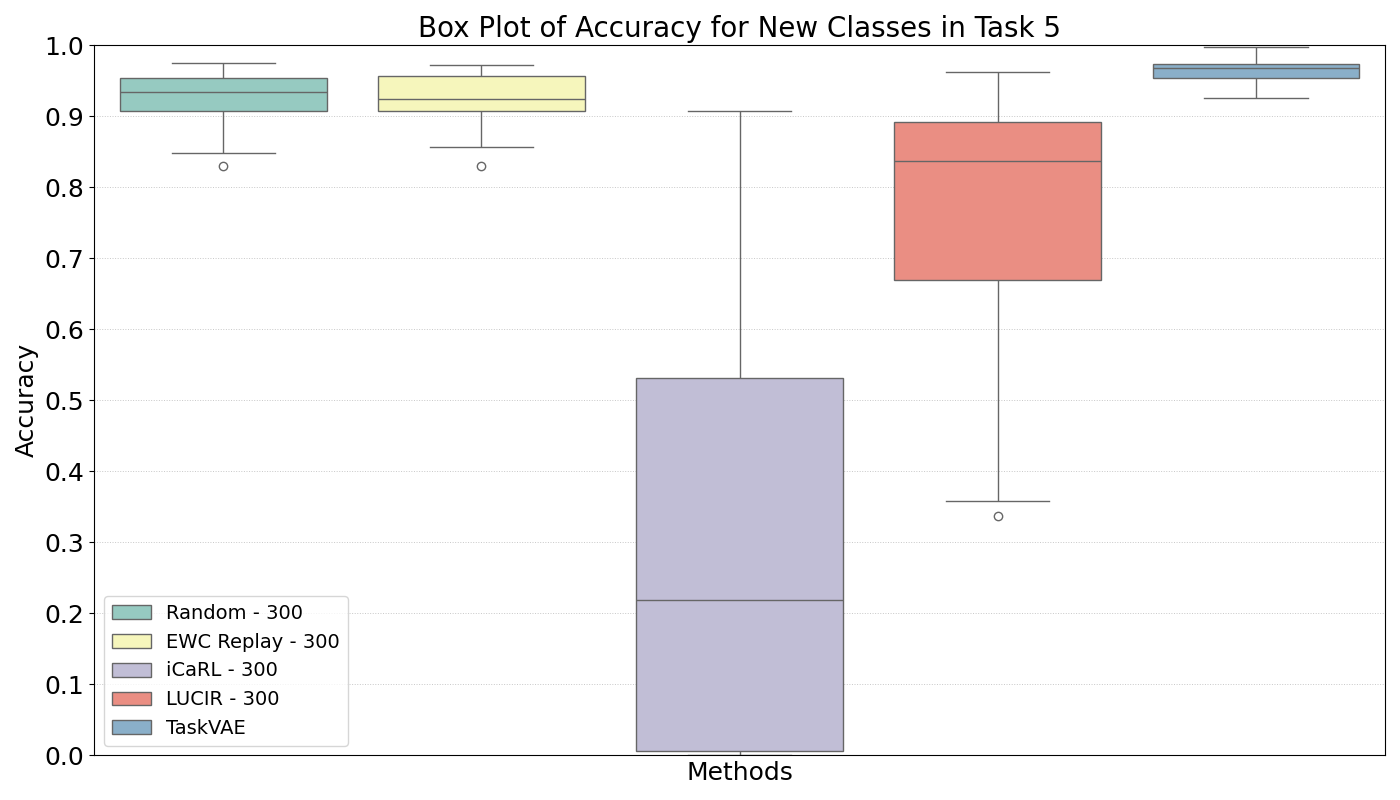 Box Plot of Accuracy for New Classes in Task 5
1.0
0.9
0.8
0.7
0.6
0.5
0.4
0.3
0.2
0.1
0.0
Accuracy
Random - 300
EWC Replay - 300
iCaRL - 300
LUCIR - 300
TaskVAE
Methods